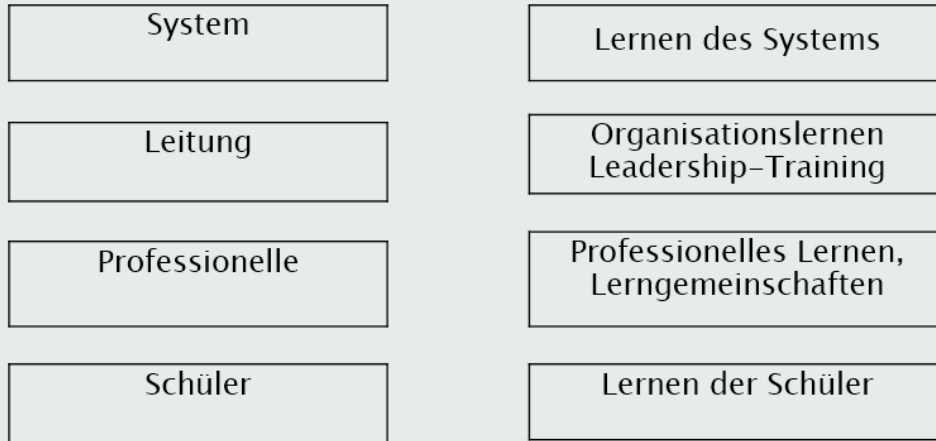 System
Lernen des Systems
Leitung
Organisationslernen
Leadership-Training
Professionelle
Professionelles Lernen,
Lerngemeinschaften
Schüler
Lernen der Schüler